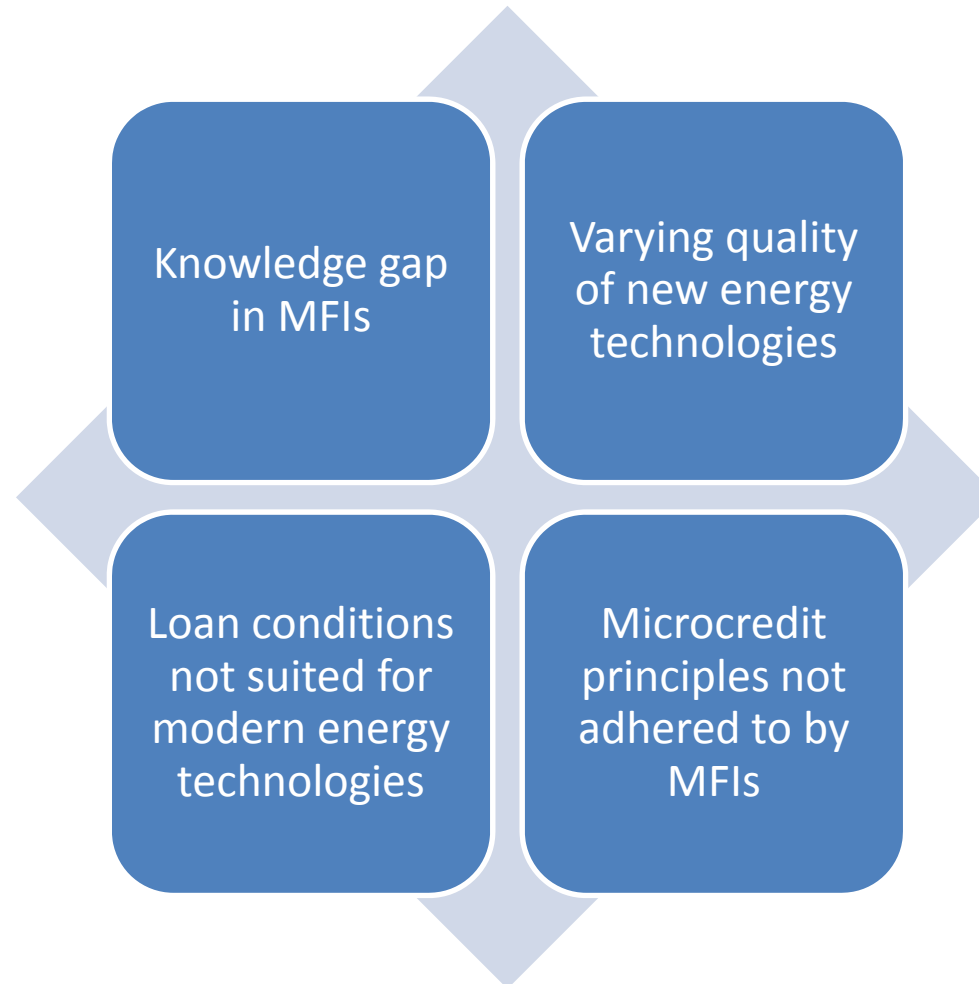 Knowledge gap
in MFIs
Varying quality
of new energy
technologies
Loan conditions
not suited for
modern energy
technologies
Microcredit
principles not
adhered to by
MFIs